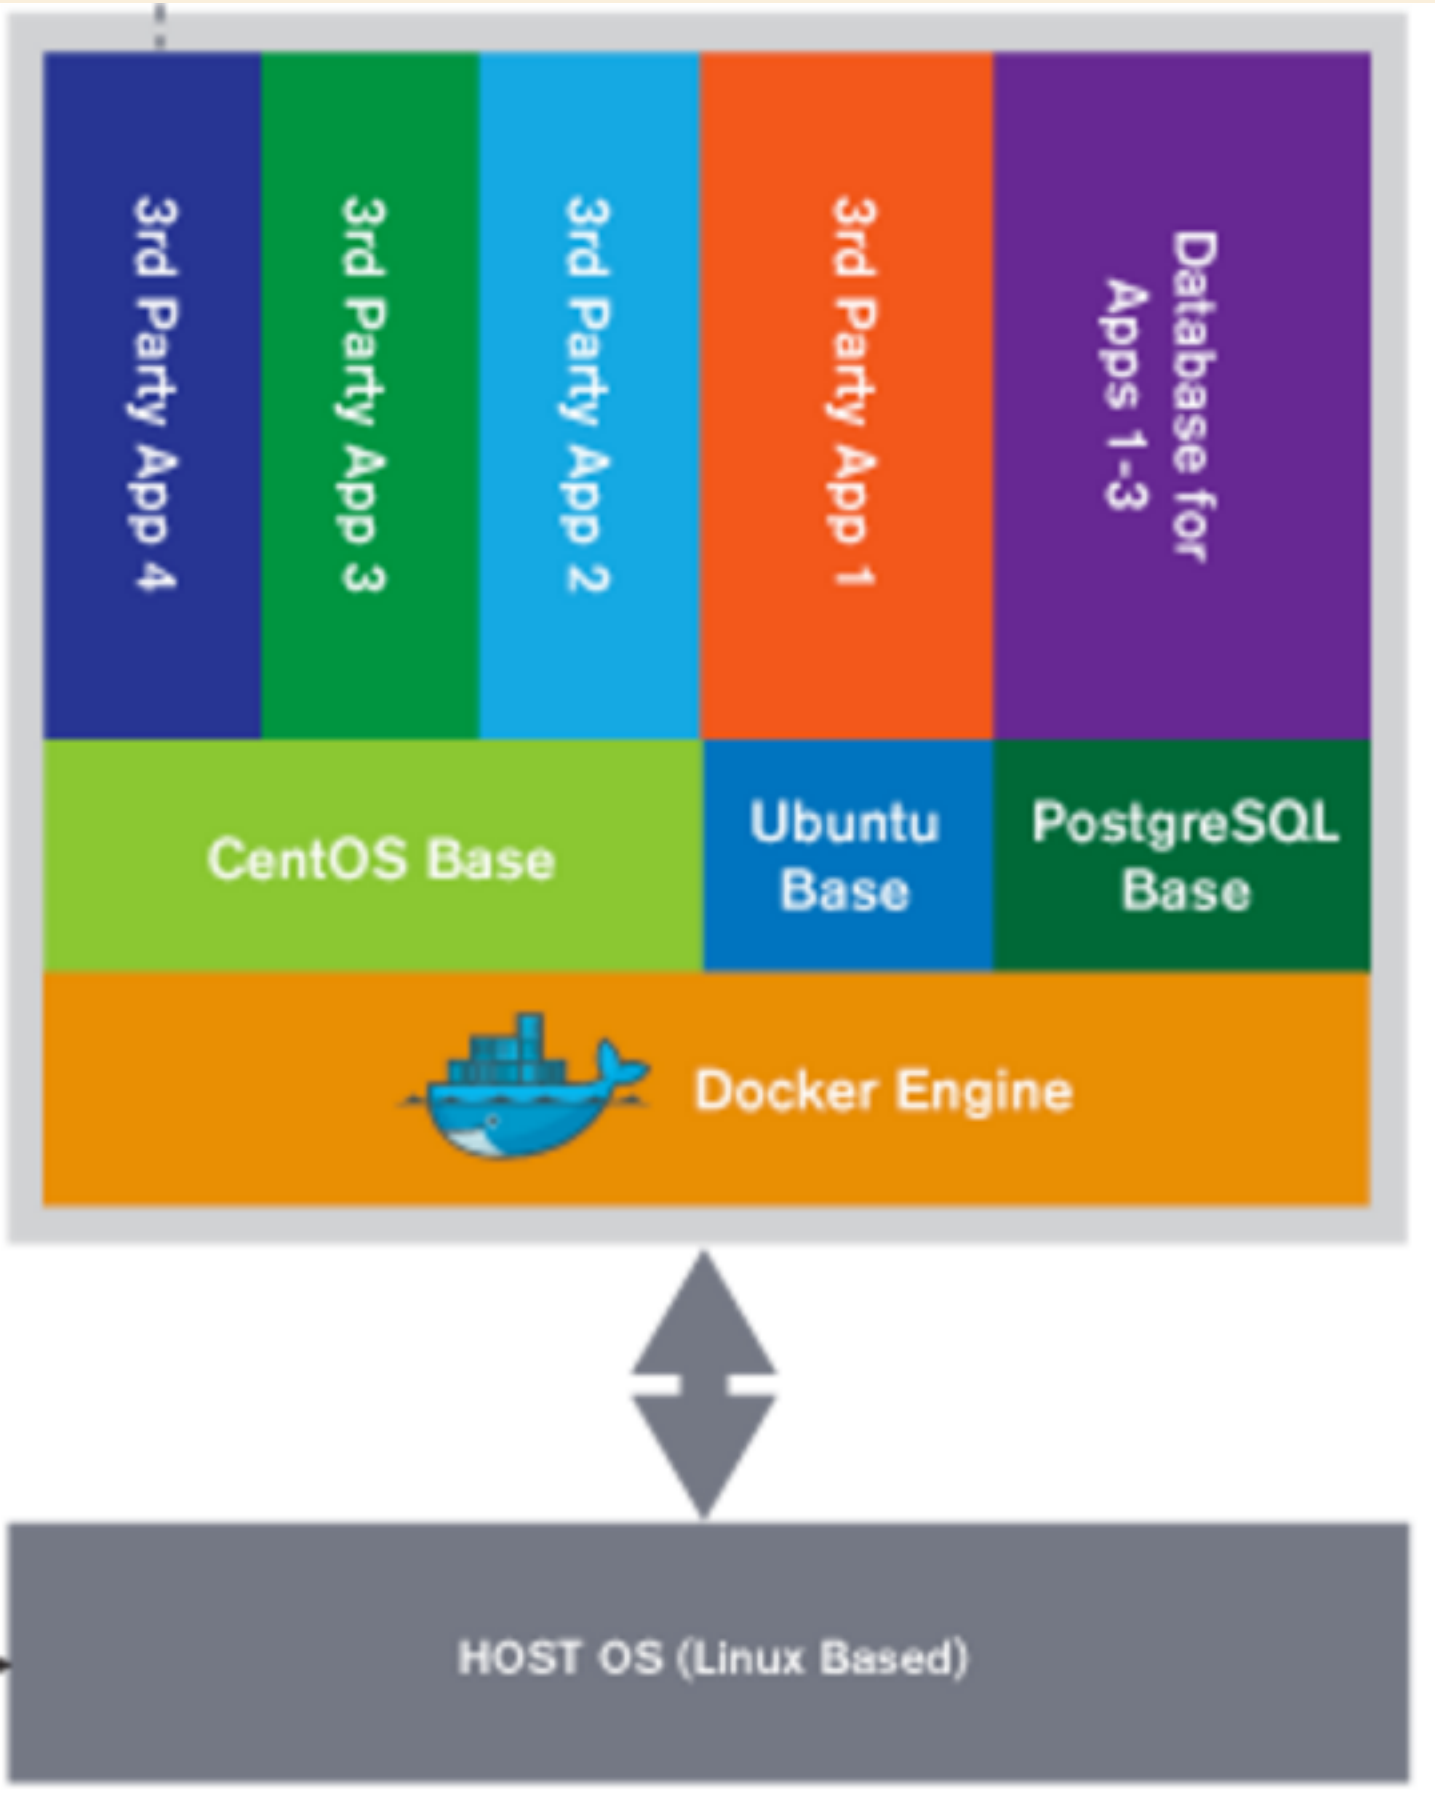 3rd Party App 4
3rd Party App 3
3rd Party App 2
3rd Party App 1
Database for
Apps 1-3
CentOS Base
Ubuntu
Base
PostgreSQL
Base
Docker Engine
HOST OS (Linux Based)